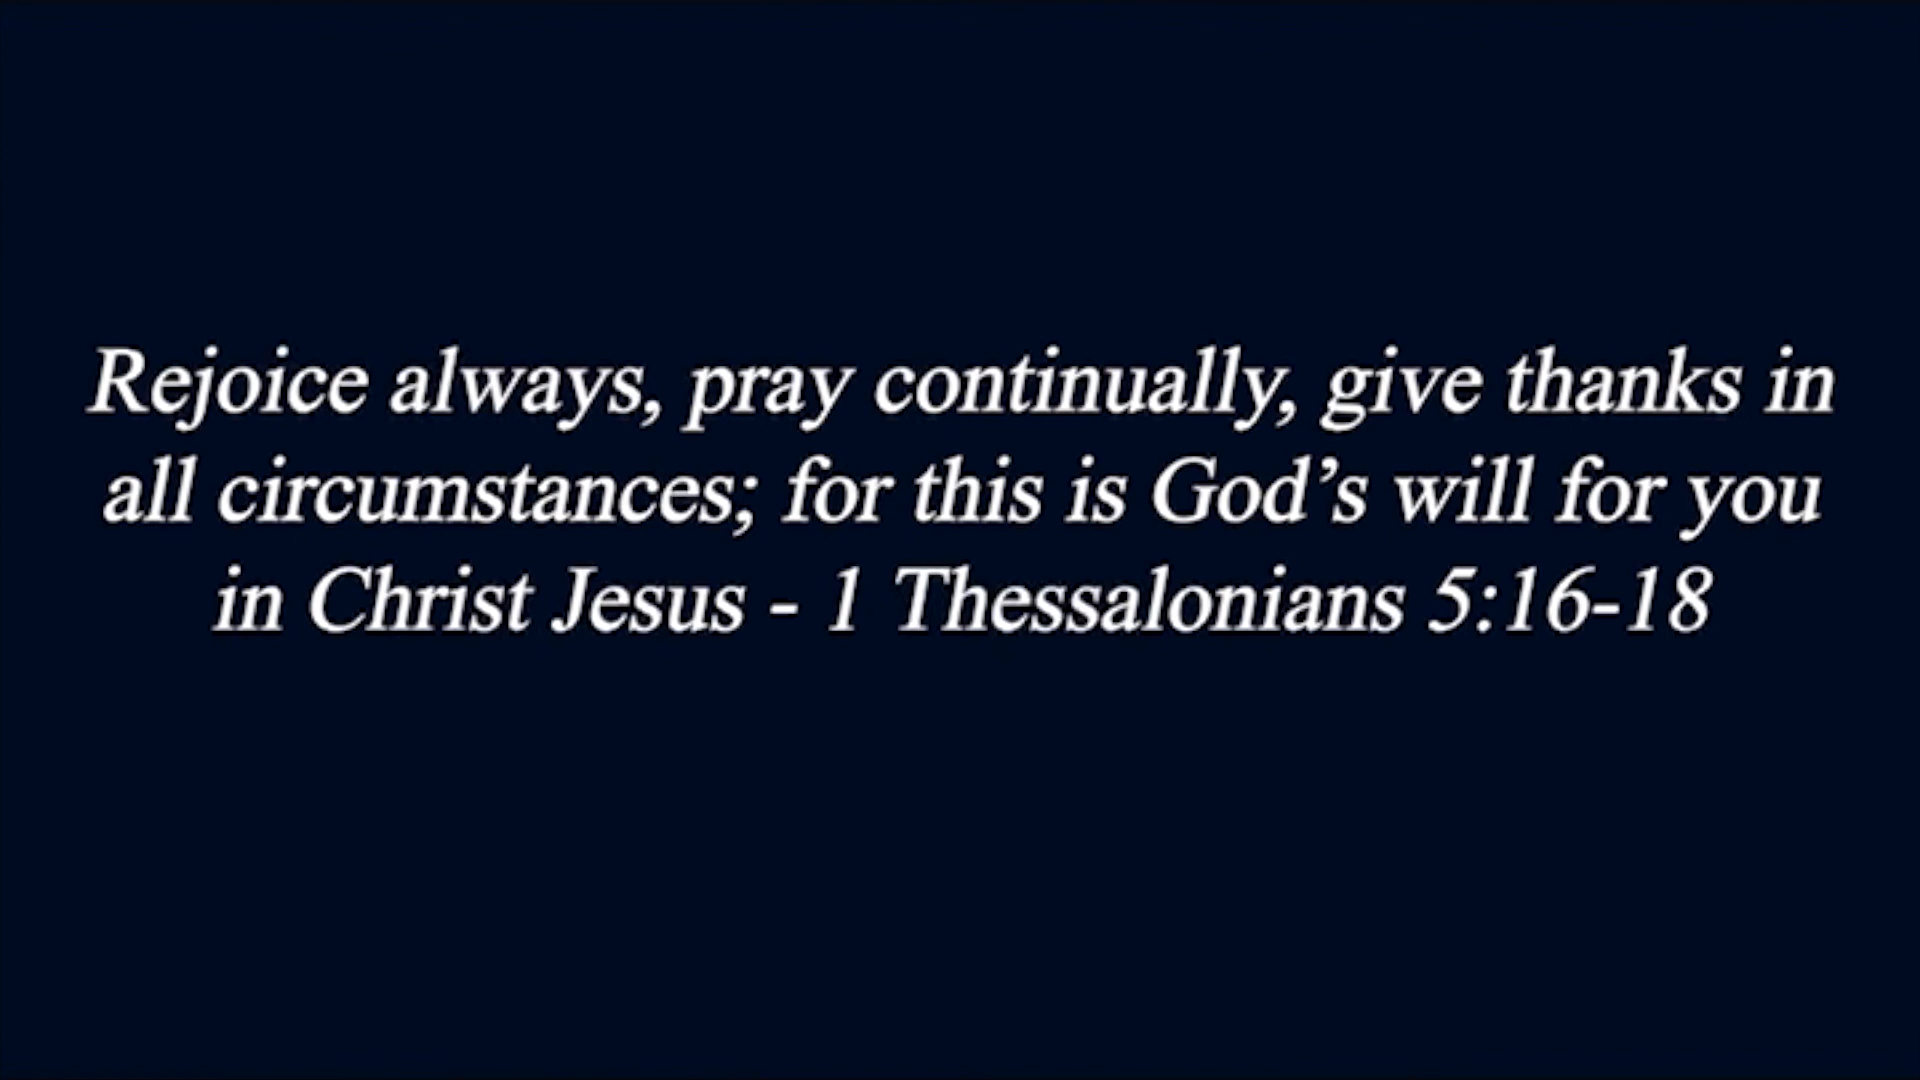 Rejoice always, pray continually, give thanks in
all circumstances; for this is God’s will for you
in Christ Jesus - 1 Thessalonians 5:16-18